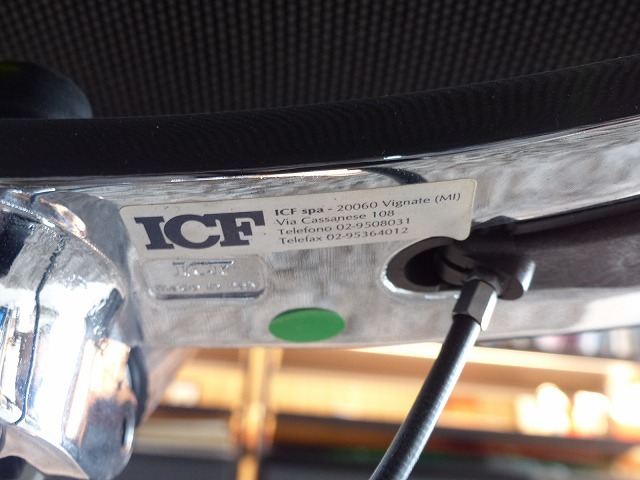 ICF
ICF spa - 20060 Vignate (MI)
Via Cassanese 108
Telefono 02-9508031
Telefax 02-95364012
ICF